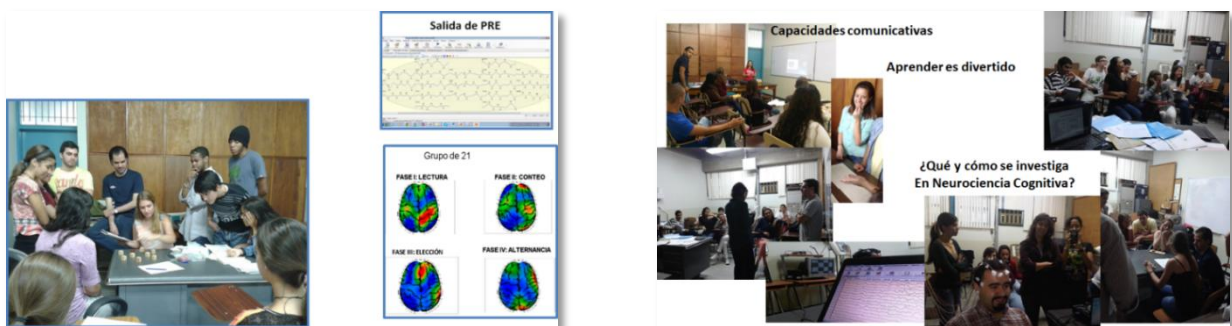 Salida de PRE
Grupo de 21
FASE I: LECTURA
FASE II: CONTEO
FASE III: ELECCIÓN
FASE IV: ALTERNANCIA
Capacidades comunicativas
Aprender es divertido
¿Qué y cómo se investiga
En Neurociencia Cognitiva?